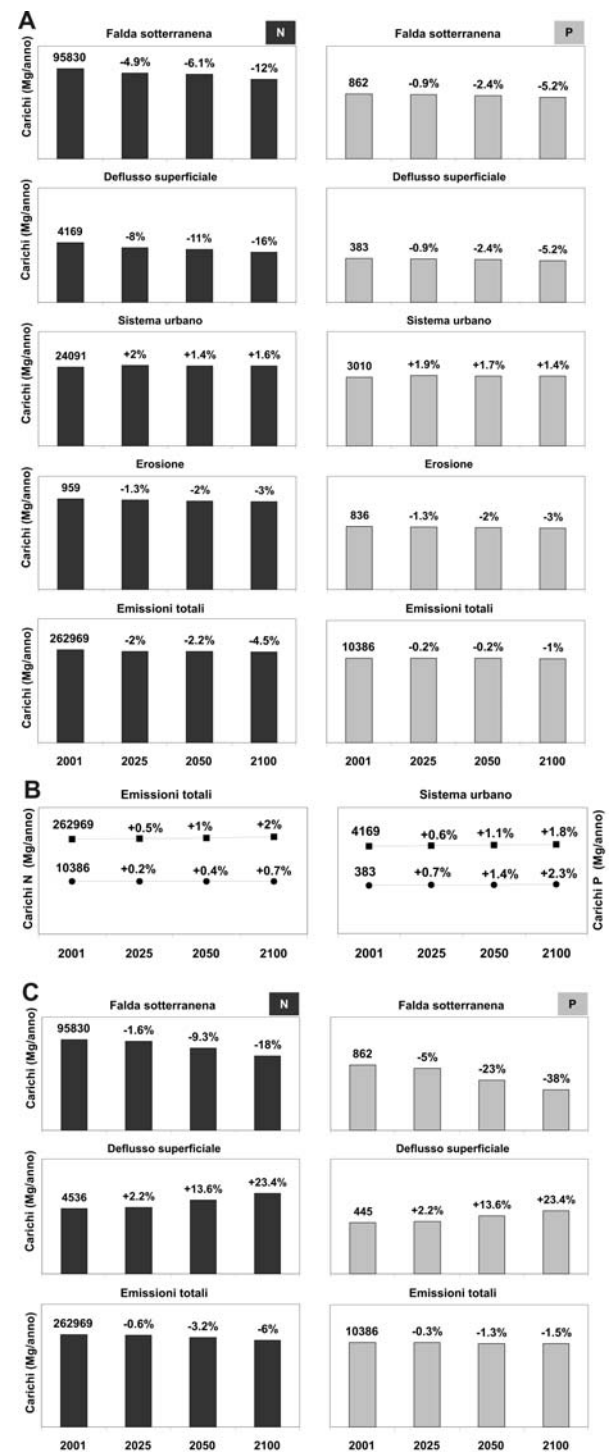 A
Falda sotterranena N
Falda sotterranena P
Carichi (Mg/anno)
95830 -4.9% -6.1% -12%
862 -0.9% -2.4% -5.2%
Deflusso superficiale
Deflusso superficiale
Carichi (Mg/anno)
4169 -8% -11% -16%
383 -0.9% -2.4% -5.2%
Sistema urbano
Sistema urbano
Carichi (Mg/anno)
24091 +2% +1.4% +1.6%
3010 +1.9% +1.7% +1.4%
Erosione
Erosione
Carichi (Mg/anno)
959 -1.3% -2% -3%
836 -1.3% -2% -3%
Emissioni totali
Emissioni totali
Carichi (Mg/anno)
262969 -2% -2.2% -4.5%
10386 -0.2% -0.2% -1%
2001 2025 2050 2100
2001 2025 2050 2100
B
Emissioni totali
Sistema urbano
Carichi N (Mg/anno)
262969 +0.5% +1% +2%
10386 +0.2% +0.4% +0.7%
4169 +0.6% +1.1% +1.8%
383 +0.7% +1.4% +2.3%
Carichi P (Mg/anno)
2001 2025 2050 2100
2001 2025 2050 2100
C
Falda sotterranena N
Falda sotterranena P
Carichi (Mg/anno)
95830 -1.6% -9.3% -18%
862 -5% -23% -38%
Deflusso superficiale
Deflusso superficiale
Carichi (Mg/anno)
4536 +2.2% +13.6% +23.4%
445 +2.2% +13.6% +23.4%
Emissioni totali
Emissioni totali
Carichi (Mg/anno)
262969 -0.6% -3.2% -6%
10386 -0.3% -1.3% -1.5%
2001 2025 2050 2100
2001 2025 2050 2100